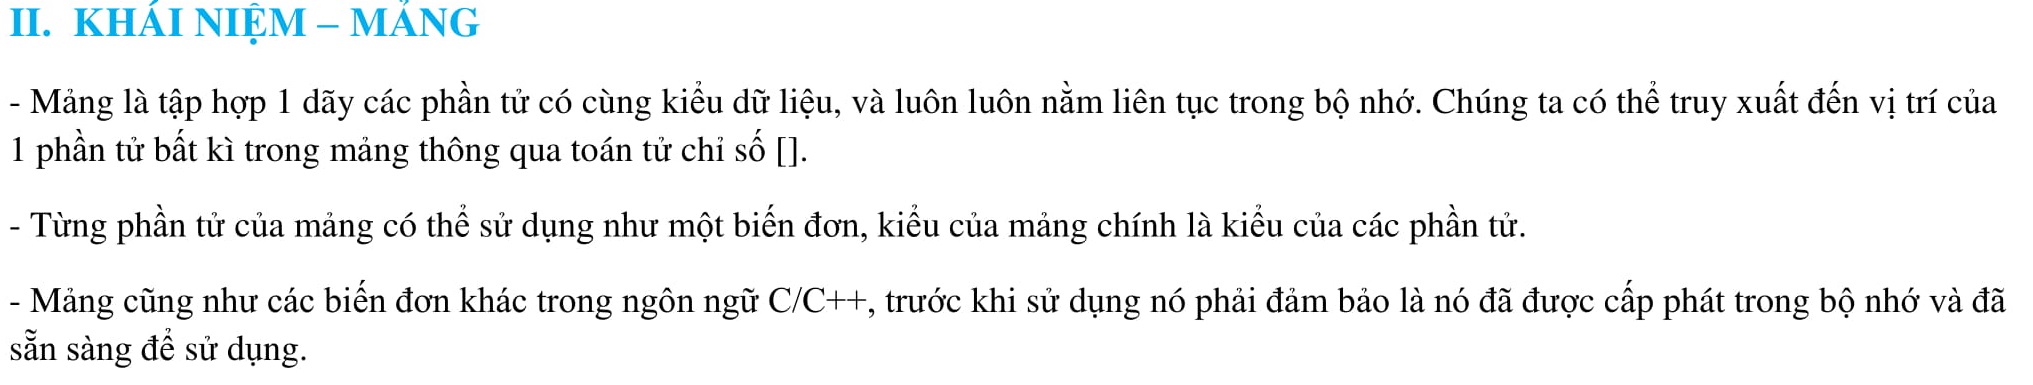 II. KHÁI NIỆM – MẢNG
- Mảng là tập hợp 1 dãy các phần tử có cùng kiểu dữ liệu, và luôn luôn nằm liên tục trong bộ nhớ. Chúng ta có thể truy xuất đến vị trí của
1 phần tử bất kì trong mảng thông qua toán tử chỉ số [].
- Từng phần tử của mảng có thể sử dụng như một biến đơn, kiểu của mảng chính là kiểu của các phần tử.
- Mảng cũng như các biến đơn khác trong ngôn ngữ C/C++, trước khi sử dụng nó phải đảm bảo là nó đã được cấp phát trong bộ nhớ và đã
sẵn sàng để sử dụng.